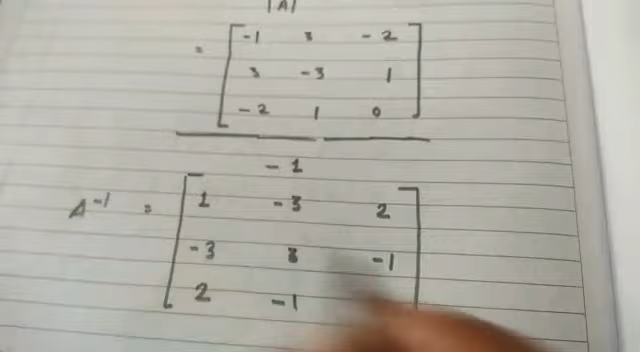 |A|
-1 3 -2
= 3 -3 1
-2 1 0
-1
1 -3 2
A⁻¹ = -3 3 -1
2 -1